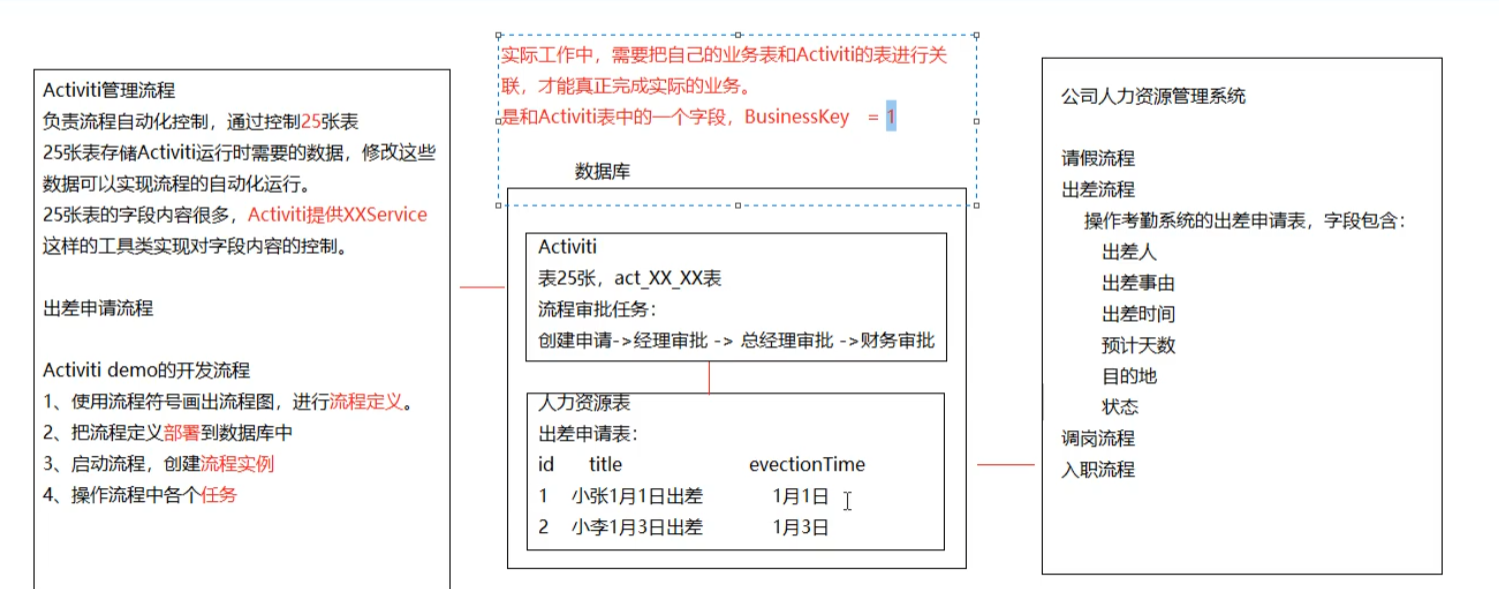 Activiti管理流程
负责流程自动化控制，通过控制25张表
25张表存储Activiti运行时需要的数据，修改这些
数据可以实现流程的自动化运行。
25张表的字段内容很多，Activiti提供XXService
这样的工具类实现对字段内容的控制。
出差申请流程
Activiti demo的开发流程
1、使用流程符号画出流程图，进行流程定义。
2、把流程定义部署到数据库中
3、启动流程，创建流程实例
4、操作流程中各个任务
实际工作中，需要把自己的业务表和Activiti的表进行关
联，才能真正完成实际的业务。
是和Activiti表中的一个字段，BusinessKey = 1
数据库
Activiti
表25张，act_XX_XX表
流程审批任务：
创建申请->经理审批 -> 总经理审批 ->财务审批
人力资源表
出差申请表：
id title evectionTime
1 小张1月1日出差 1月1日
2 小李1月3日出差 1月3日
公司人力资源管理系统
请假流程
出差流程
操作考勤系统的出差申请表，字段包含：
出差人
出差事由
出差时间
预计天数
目的地
状态
调岗流程
入职流程